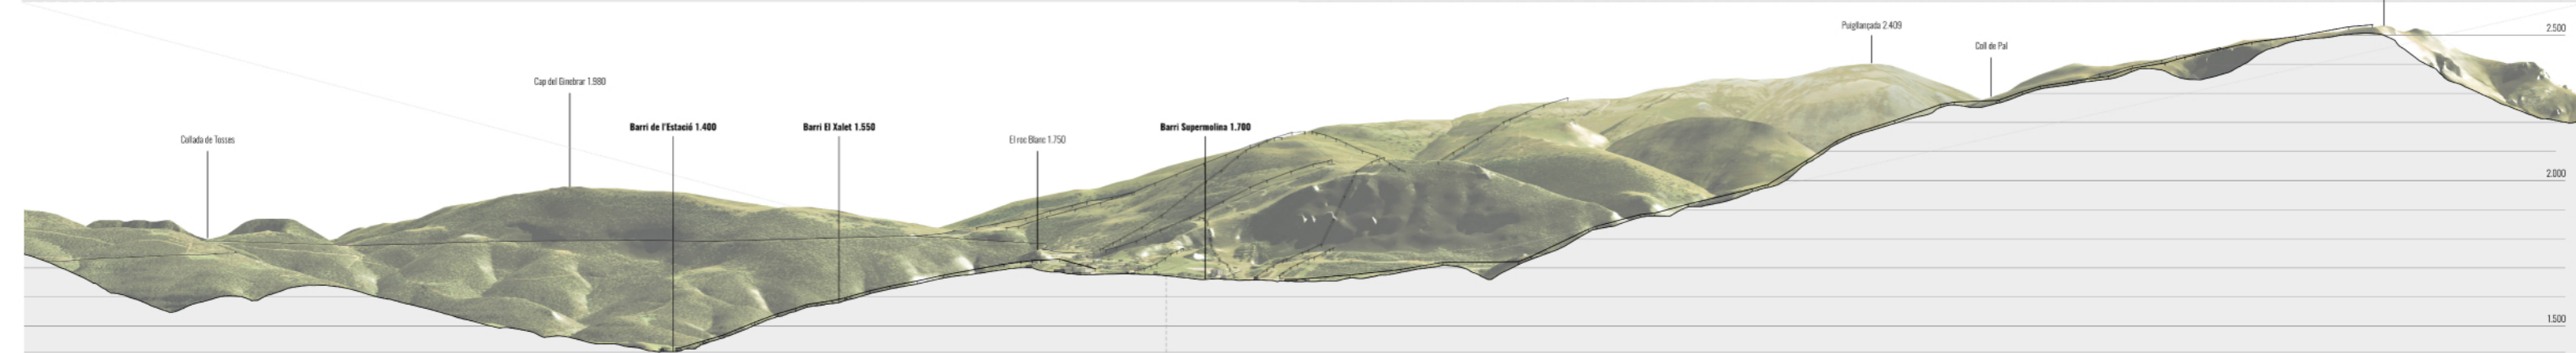 Collada de Tosses
Cap del Ginebrar 1.980
Barri de l'Estació 1.400
Barri El Xalet 1.550
El roc Blanc 1.750
Barri Supermolina 1.700
Puigllançada 2.409
Coll de Pal
2.500
2.000
1.500